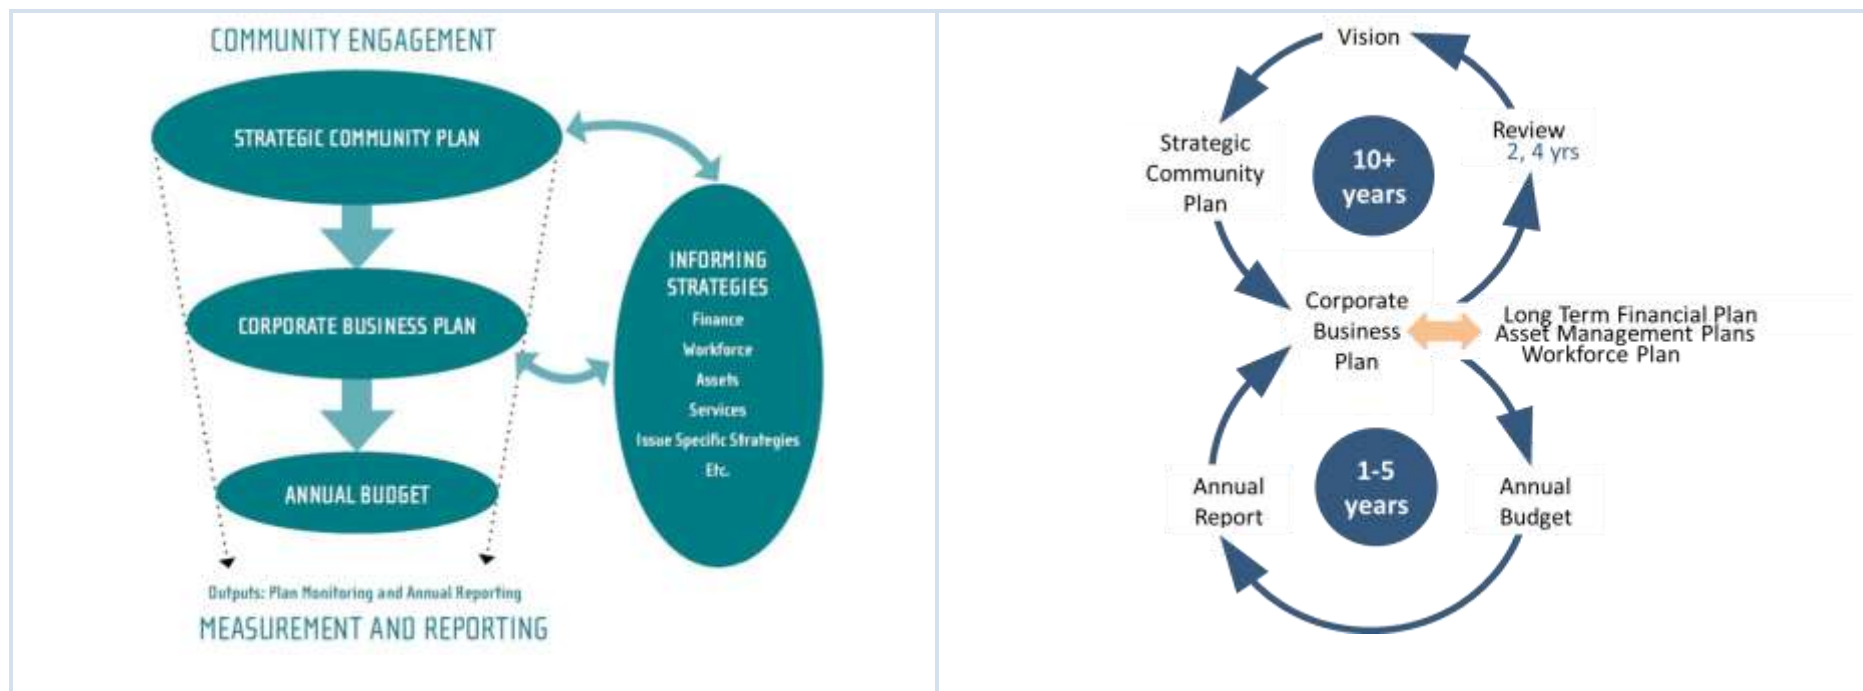 COMMUNITY ENGAGEMENT
STRATEGIC COMMUNITY PLAN
INFORMING
STRATEGIES
Finance
Workforce
Assets
Services
Issue Specific Strategies
Etc.
CORPORATE BUSINESS PLAN
ANNUAL BUDGET
Outputs: Plan Monitoring and Annual Reporting
MEASUREMENT AND REPORTING
Vision
Review
2, 4 yrs
Strategic
Community
Plan
10+
years
Corporate
Business
Plan
Long Term Financial Plan
Asset Management Plans
Workforce Plan
1-5
years
Annual
Report
Annual
Budget